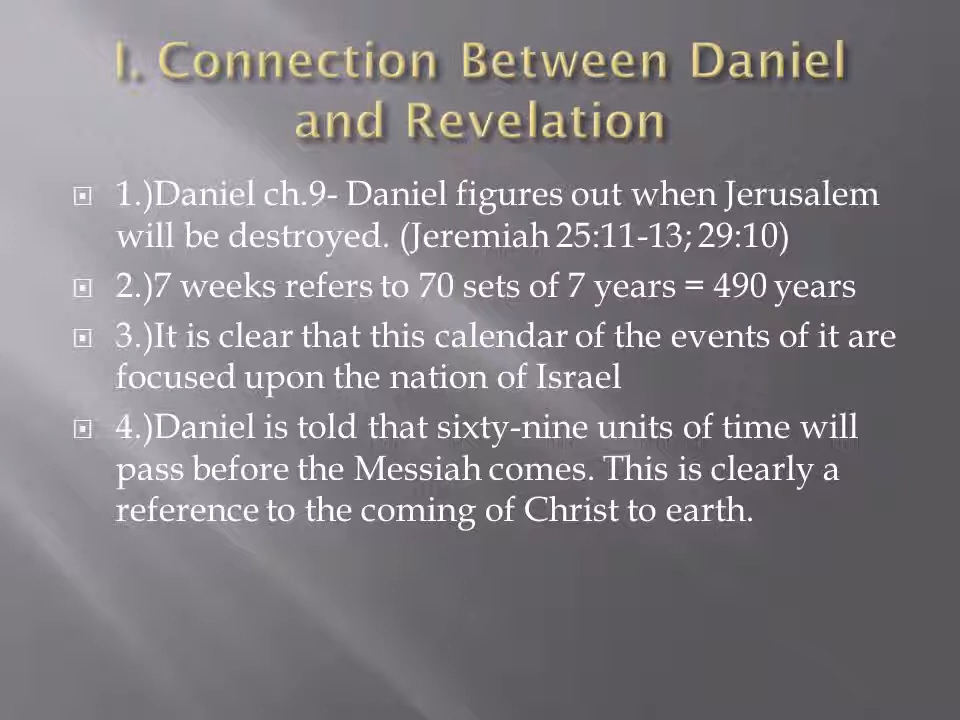 I. Connection Between Daniel
and Revelation
1.)Daniel ch.9- Daniel figures out when Jerusalem
will be destroyed. (Jeremiah 25:11-13; 29:10)
2.)7 weeks refers to 70 sets of 7 years = 490 years
3.)It is clear that this calendar of the events of it are
focused upon the nation of Israel
4.)Daniel is told that sixty-nine units of time will
pass before the Messiah comes. This is clearly a
reference to the coming of Christ to earth.